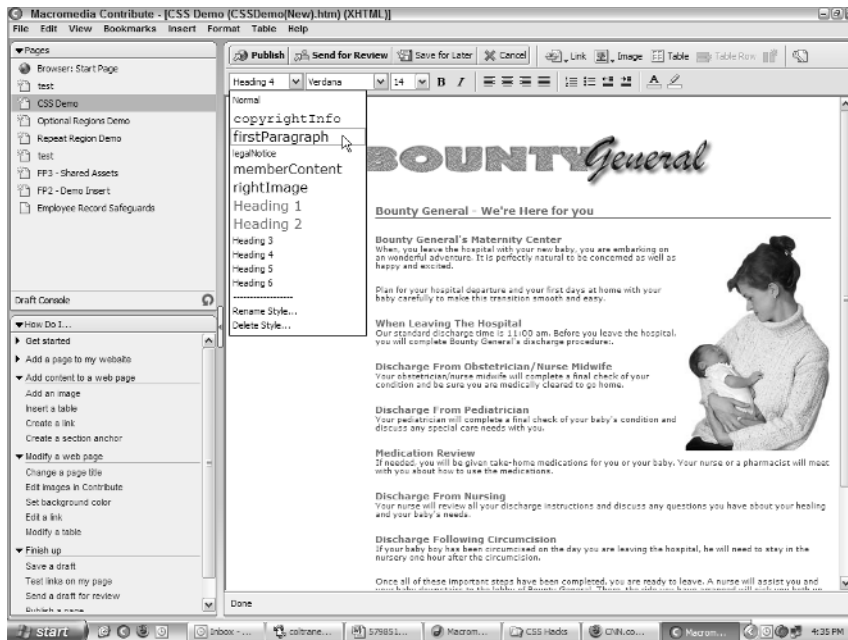 Macromedia Contribute - [CSS Demo (CSSDemo(New).htm) (XHTML)]
File Edit View Bookmarks Insert Format Table Help
Pages
Browser: Start Page
test
CSS Demo
Optional Regions Demo
Repeat Region Demo
test
FP3 - Shared Assets
FP2 - Demo Insert
Employee Record Safeguards
Draft Console
How Do I...
Get started
Add a page to my website
Add content to a web page
Add an image
Insert a table
Create a link
Create a section anchor
Modify a web page
Change a page title
Edit images in Contribute
Set background color
Edit a link
Modify a table
Finish up
Save a draft
Test links on my page
Send a draft for review
Publish a page
Publish Send for Review Save for Later Cancel Link Image Table Table Row
Heading 4 Verdana 14 B I
Normal
copyrightInfo
firstParagraph
legalNotice
memberContent
rightImage
Heading 1
Heading 2
Heading 3
Heading 4
Heading 5
Heading 6
Rename Style...
Delete Style...
BOUNTY General
Bounty General - We're Here for you
Bounty General's Maternity Center
When, you leave the hospital with your new baby, you are embarking on
an wonderful adventure. It is perfectly natural to be concerned as well as
happy and excited.
Plan for your hospital departure and your first days at home with your
baby carefully to make this transition smooth and easy.
When Leaving The Hospital
Our standard discharge time is 11:00 am. Before you leave the hospital,
you will complete Bounty General's discharge procedure:.
Discharge From Obstetrician/Nurse Midwife
Your obstetrician/nurse midwife will complete a final check of your
condition and be sure you are medically cleared to go home.
Discharge From Pediatrician
Your pediatrician will complete a final check of your baby's condition and
discuss any special care needs with you.
Medication Review
If needed, you will be given take-home medications for you or your baby. Your nurse or a pharmacist will meet
with you about how to use the medications.
Discharge From Nursing
Your nurse will review all your discharge instructions and discuss any questions you have about your healing
and your baby's needs.
Discharge Following Circumcision
If your baby boy has been circumcised on the day you are leaving the hospital, he will need to stay in the
nursery one hour after the circumcision.
Once all of these important steps have been completed, you are ready to leave. A nurse will assist you and
Done
start Inbox - ... coltrane... 579851... Macrom... CSS Hacks CNN.co... Macrom... 4:35 PM